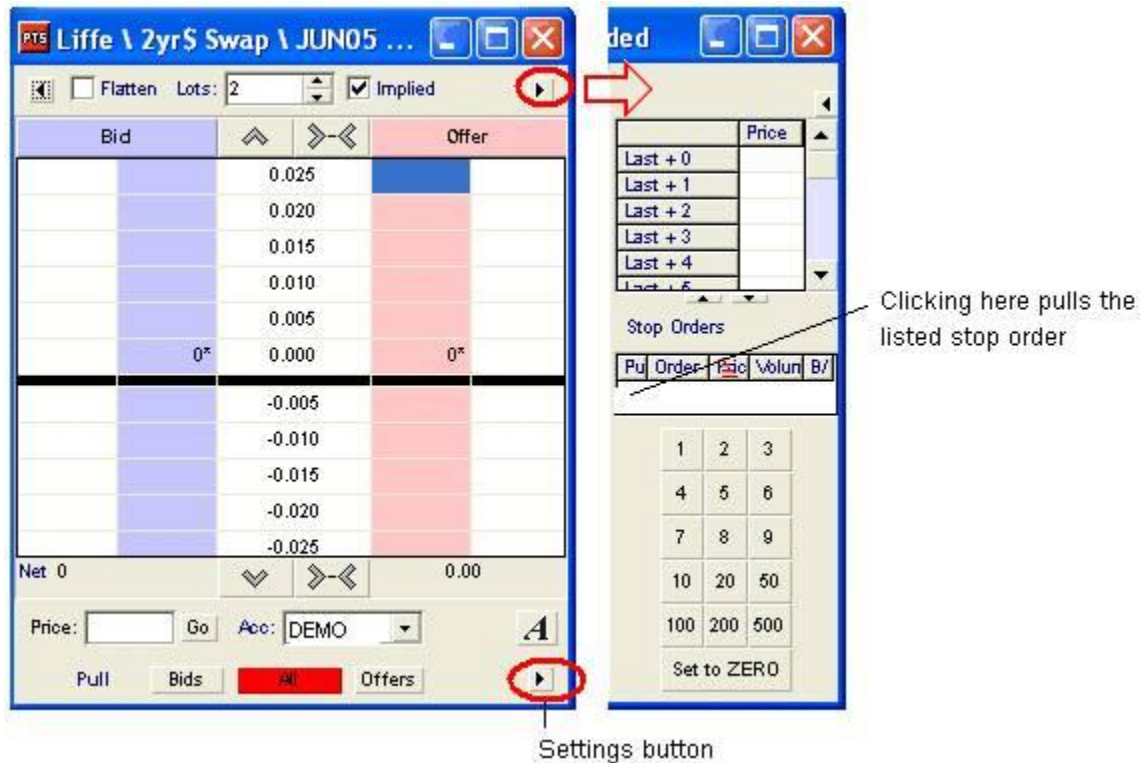 PTS Liffe \ 2yr$ Swap \ JUN05 ...
Flatten Lots: 2 Implied
Bid Offer
0.025
0.020
0.015
0.010
0.005
0* 0.000 0*
-0.005
-0.010
-0.015
-0.020
-0.025
Net 0 0.00
Price: Go Acc: DEMO A
Pull Bids All Offers
Settings button
ded
Price
Last + 0
Last + 1
Last + 2
Last + 3
Last + 4
Last + 5
Stop Orders
Pu Order Pric Volun B/
1 2 3
4 5 6
7 8 9
10 20 50
100 200 500
Set to ZERO
Clicking here pulls the
listed stop order